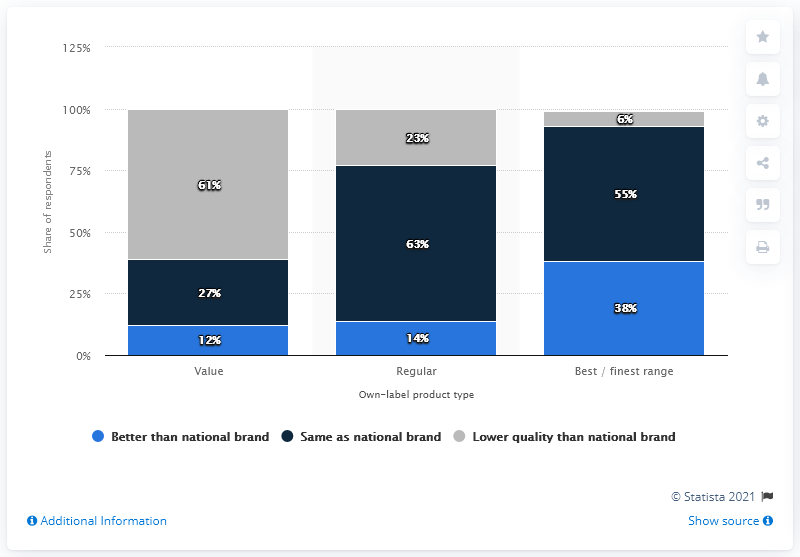 125%
100%
75%
50%
25%
0%
Share of respondents
61%
27%
12%
23%
63%
14%
6%
55%
38%
Value
Regular
Best / finest range
Own-label product type
Better than national brand
Same as national brand
Lower quality than national brand
© Statista 2021
Additional Information
Show source